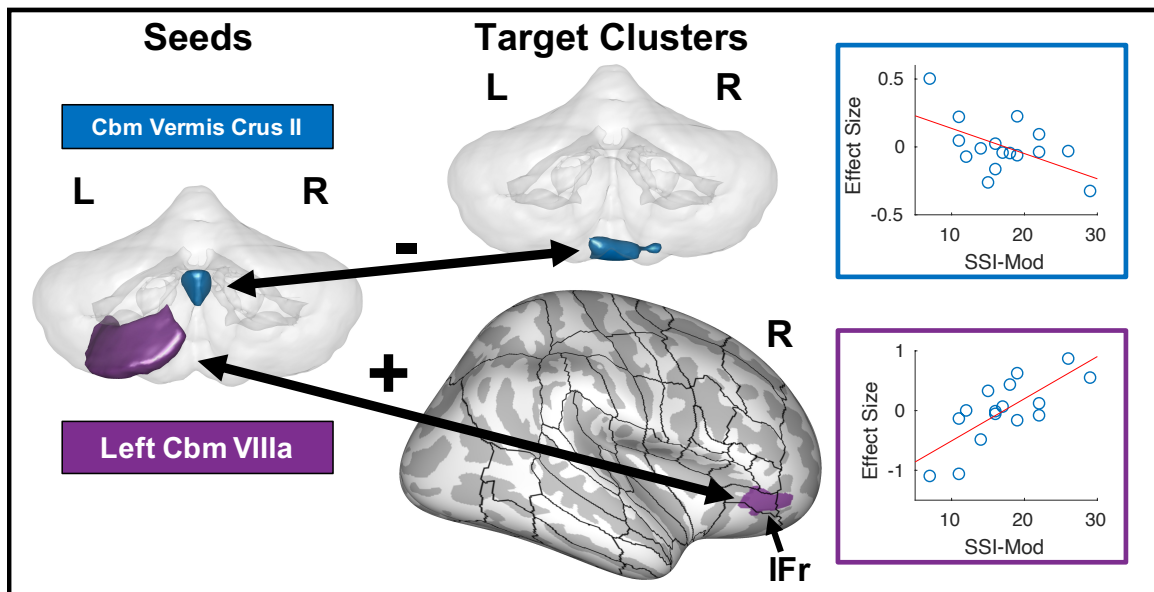 Seeds
Target Clusters
Cbm Vermis Crus II
L
R
L
R
-
+
Left Cbm VIIIa
R
IFr
0.5
0
-0.5
Effect Size
10
20
30
SSI-Mod
1
0
-1
Effect Size
10
20
30
SSI-Mod